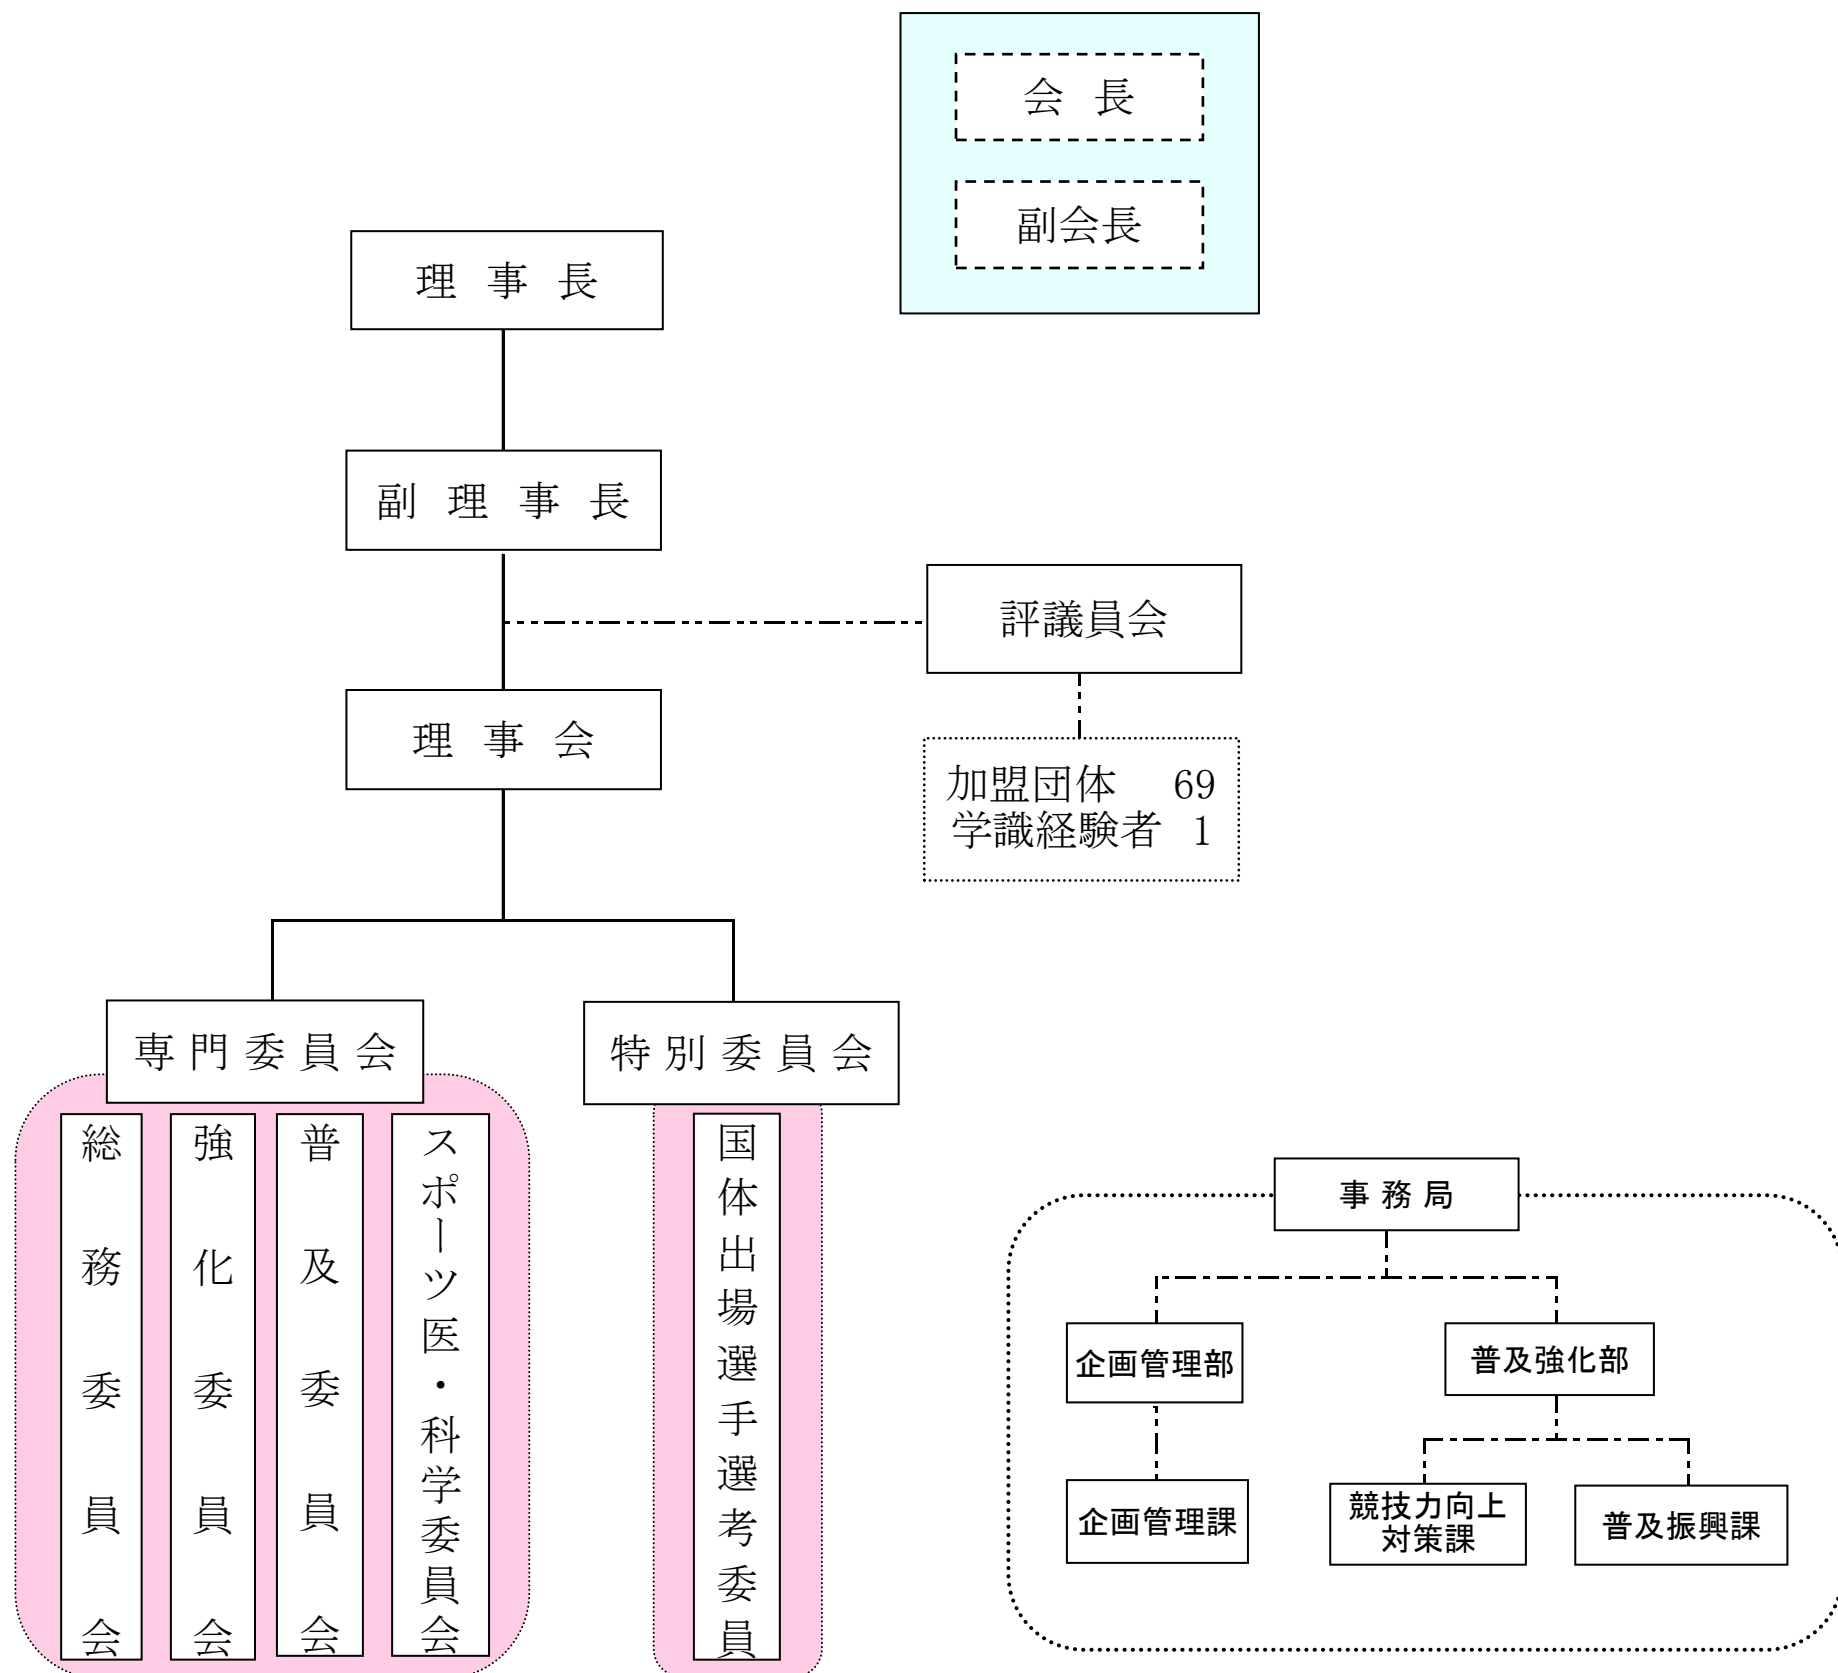 会 長
副会長
理 事 長
副 理 事 長
評議員会
理 事 会
加盟団体 69
学識経験者 1
専門委員会
特別委員会
総務委員会
強化委員会
普及委員会
スポーツ医・科学委員会
国体出場選手選考委員
事 務 局
企画管理部
普及強化部
企画管理課
競技力向上
対策課
普及振興課